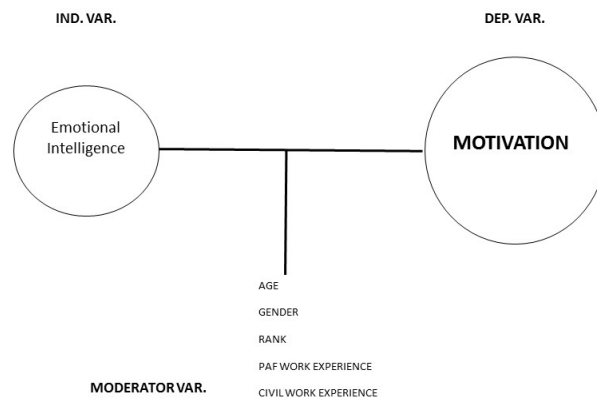 IND. VAR.
DEP. VAR.
Emotional
Intelligence
MOTIVATION
AGE
GENDER
RANK
PAF WORK EXPERIENCE
MODERATOR VAR.
CIVIL WORK EXPERIENCE